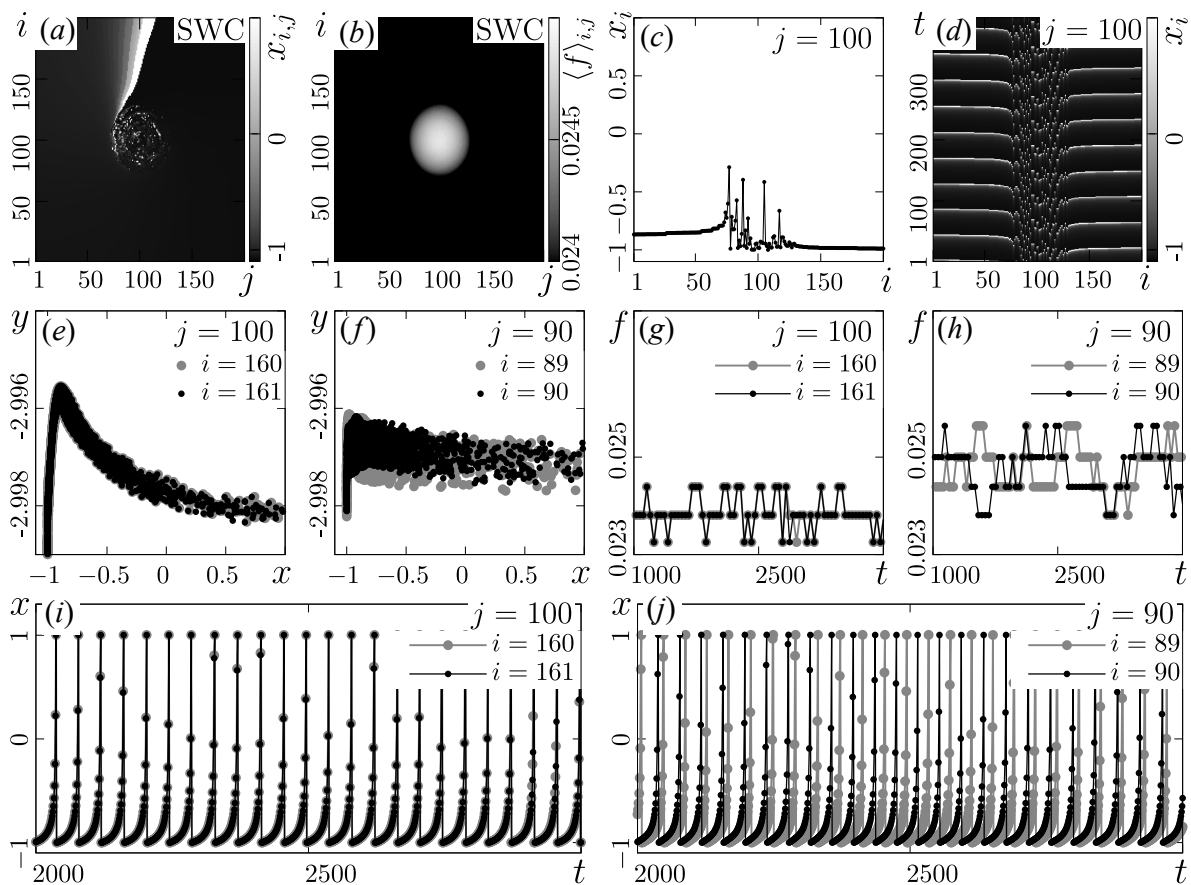 i (a) SWC x_{i,j}
150
100
50
1
1 50 100 150 j
0
−1
i (b) SWC ⟨f⟩_{i,j}
150
100
50
1
1 50 100 150 j
0.0245
0.024
x_i (c) j = 100
0.5
0
−0.5
−1
1 50 100 150 i
t (d) j = 100 x_i
300
200
100
1
1 50 100 150 i
0
−1
y (e) j = 100
i = 160
i = 161
-2.996
-2.998
−1 −0.5 0 0.5 x
y (f) j = 90
i = 89
i = 90
-2.996
-2.998
−1 −0.5 0 0.5 x
f (g) j = 100
i = 160
i = 161
0.025
0.023
1000 2500 t
f (h) j = 90
i = 89
i = 90
0.025
0.023
1000 2500 t
x (i) j = 100
i = 160
i = 161
1
0
−1
2000 2500 t
x (j) j = 90
i = 89
i = 90
1
0
−1
2000 2500 t